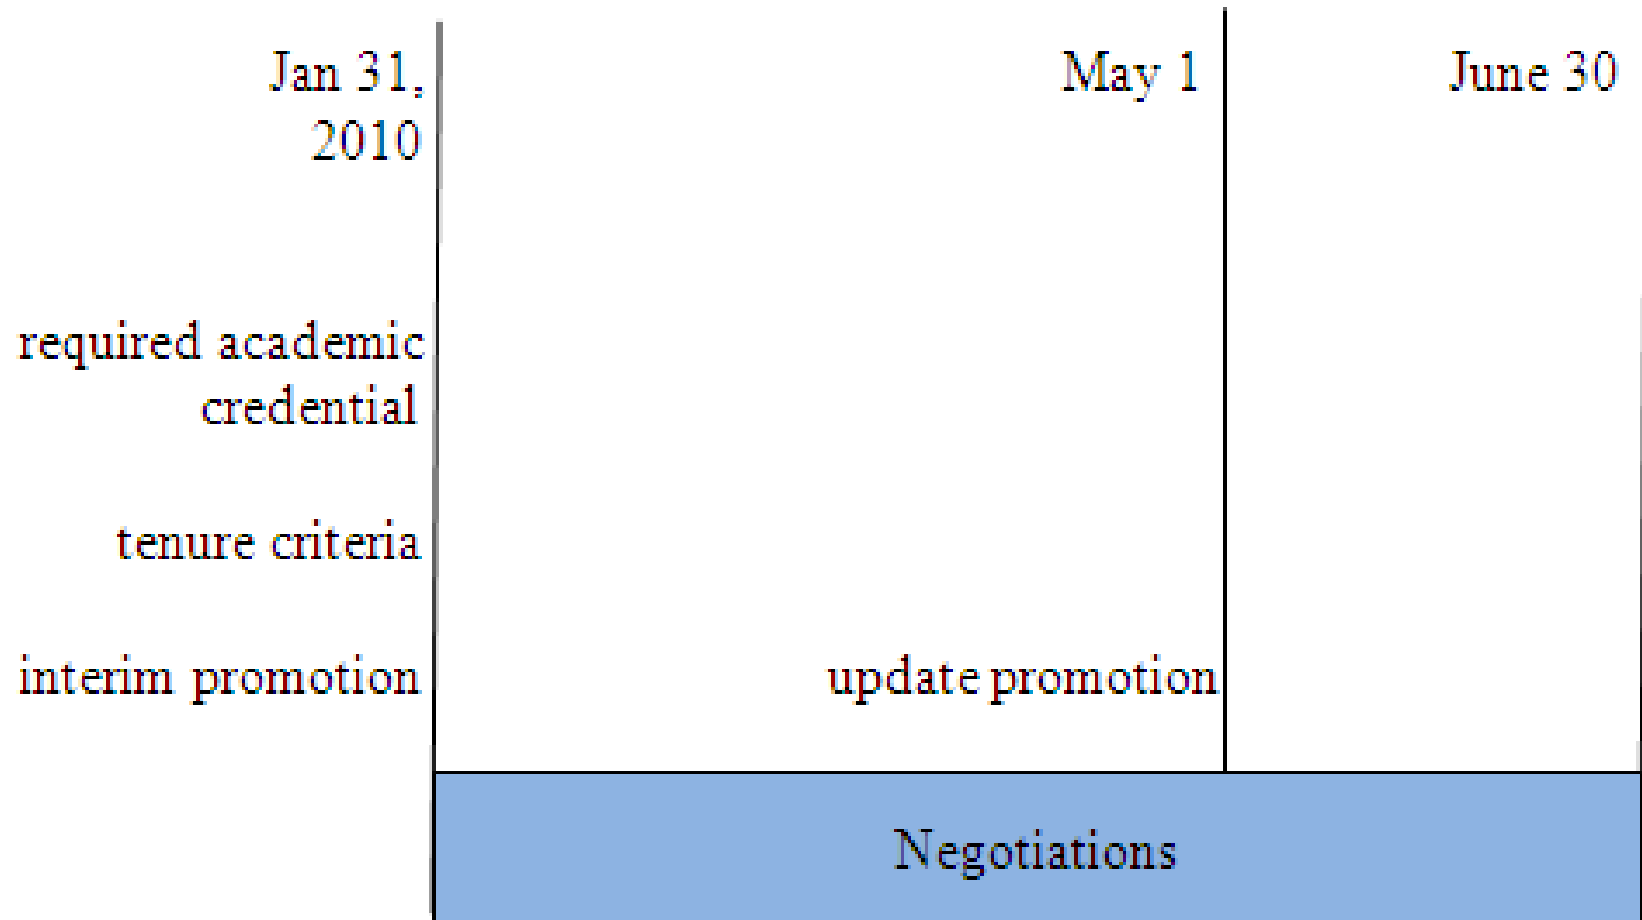 Jan 31,
2010
May 1
June 30
required academic
credential
tenure criteria
interim promotion
update promotion
Negotiations